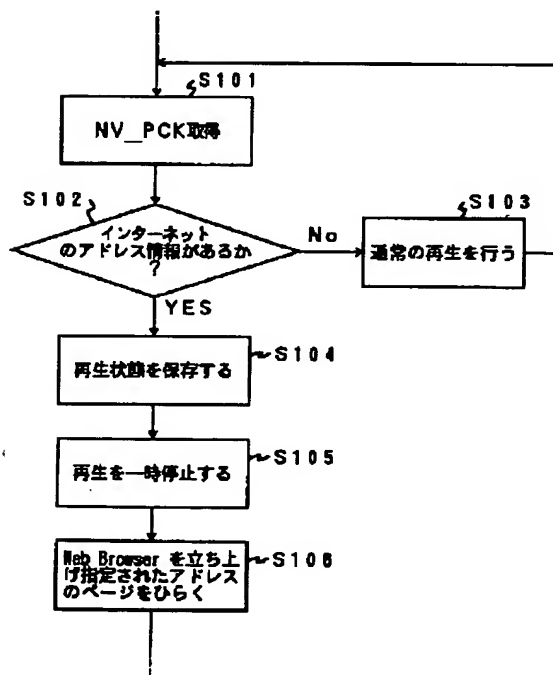 S101
NV_PCK取得
S102
インターネット
のアドレス情報があるか
?
No
S103
通常の再生を行う
YES
再生状態を保存する
S104
再生を一時停止する
S105
Web Browser を立ち上
げ指定されたアドレス
のページをひらく
S106